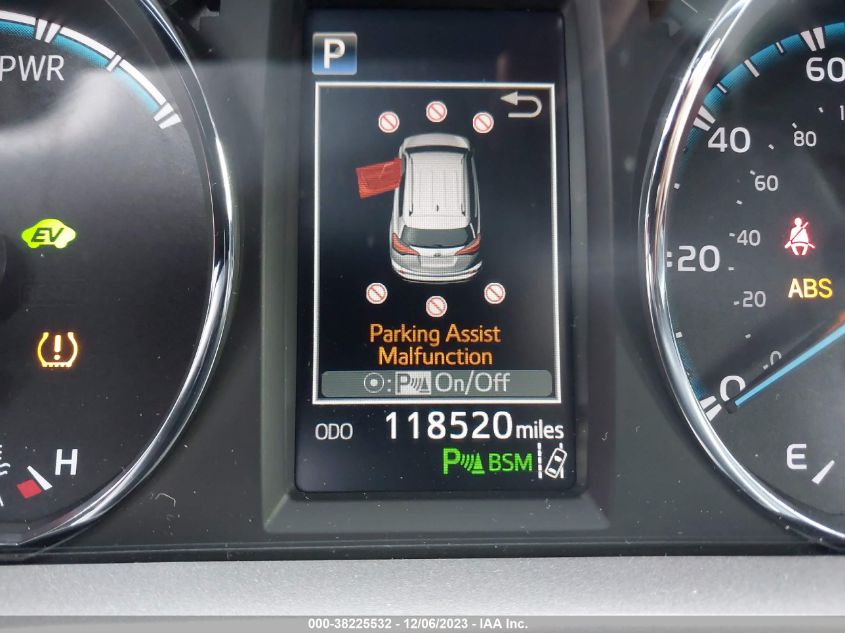 PWR
P
60
40
80
60
EV
40
20
20
ABS
Parking Assist
Malfunction
P On/Off
0
0
ODO 118520 miles
H
P BSM
E
000-38225532 - 12/06/2023 - IAA Inc.